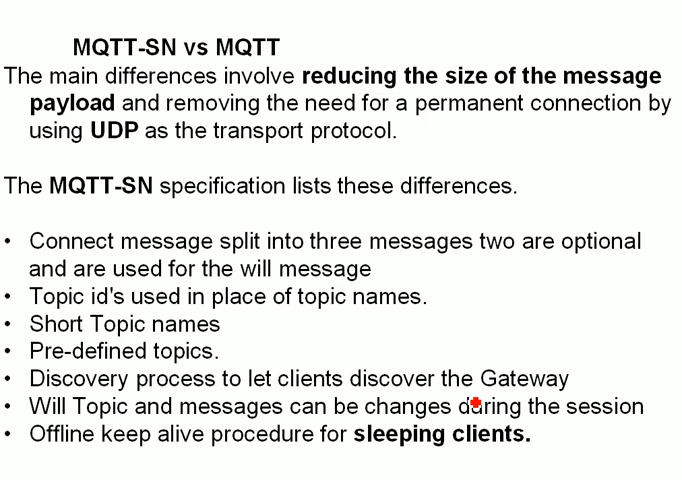 MQTT-SN vs MQTT
The main differences involve reducing the size of the message
payload and removing the need for a permanent connection by
using UDP as the transport protocol.
The MQTT-SN specification lists these differences.
• Connect message split into three messages two are optional
and are used for the will message
• Topic id's used in place of topic names.
• Short Topic names
• Pre-defined topics.
• Discovery process to let clients discover the Gateway
• Will Topic and messages can be changes during the session
• Offline keep alive procedure for sleeping clients.